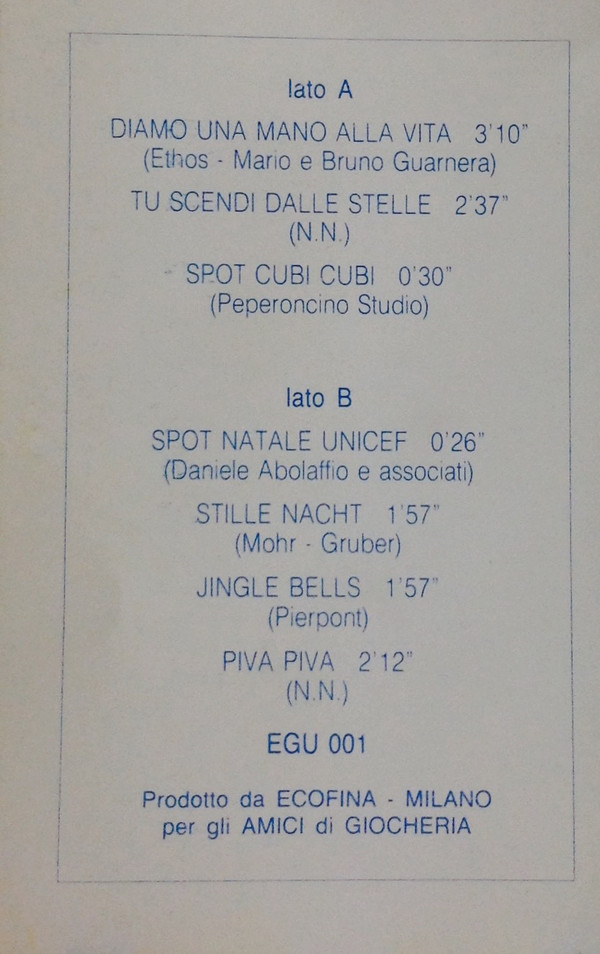 lato A
DIAMO UNA MANO ALLA VITA 3'10"
(Ethos - Mario e Bruno Guarnera)
TU SCENDI DALLE STELLE 2'37"
(N.N.)
SPOT CUBI CUBI 0'30"
(Peperoncino Studio)
lato B
SPOT NATALE UNICEF 0'26"
(Daniele Abolaffio e associati)
STILLE NACHT 1'57"
(Mohr - Gruber)
JINGLE BELLS 1'57"
(Pierpont)
PIVA PIVA 2'12"
(N.N.)
EGU 001
Prodotto da ECOFINA - MILANO
per gli AMICI di GIOCHERIA